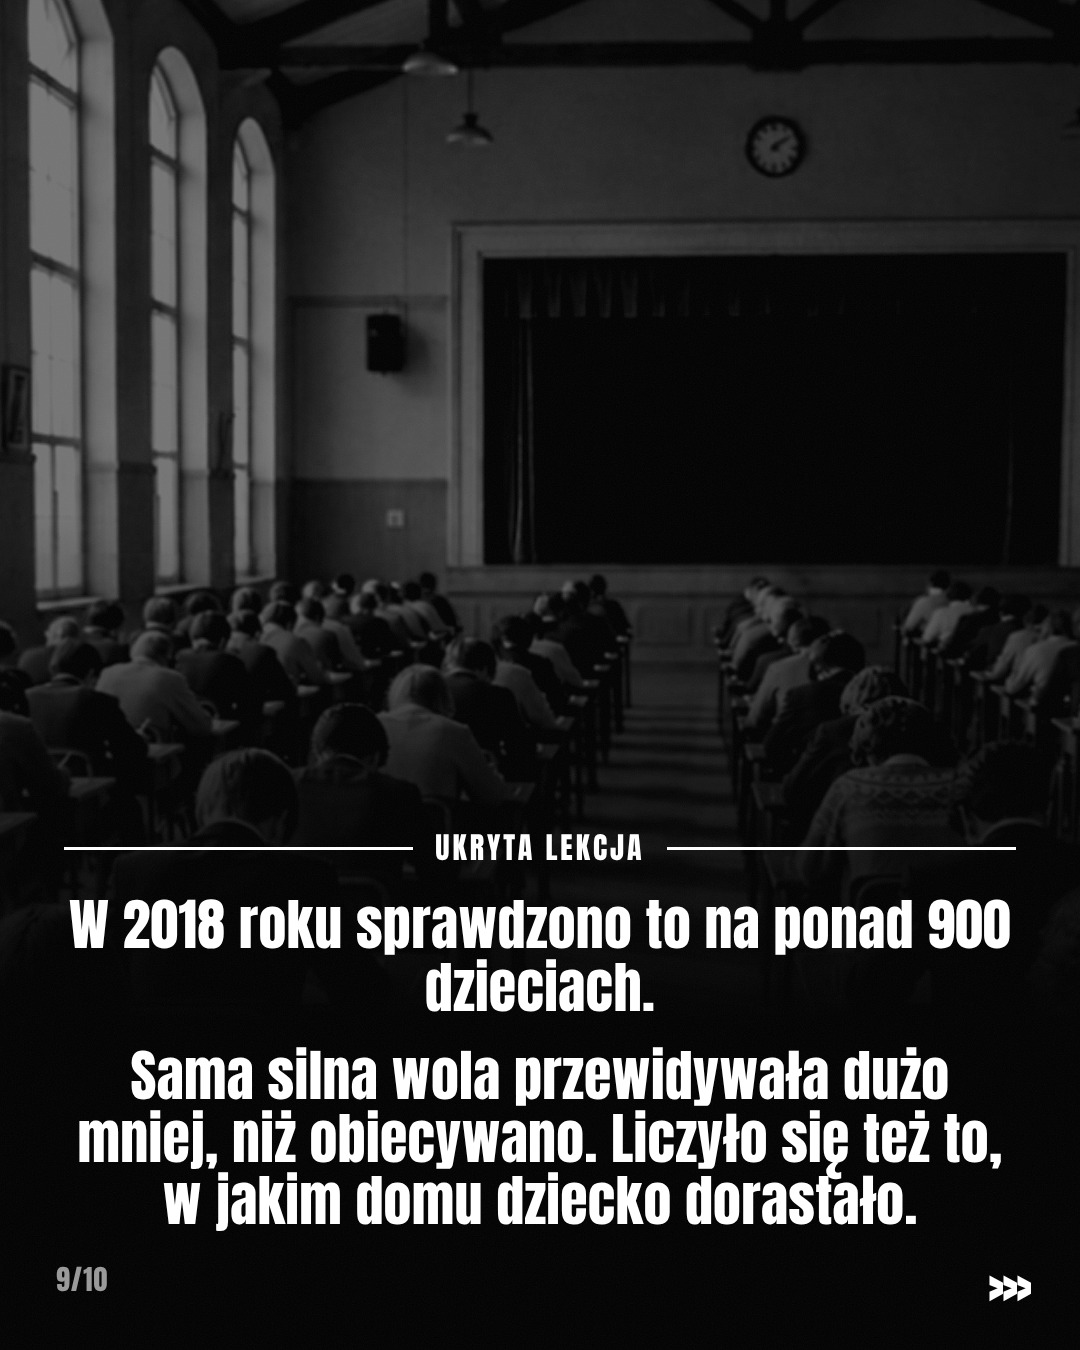 UKRYTA LEKCJA
W 2018 roku sprawdzono to na ponad 900
dzieciach.
Sama silna wola przewidywała dużo
mniej, niż obiecywano. Liczyło się też to,
w jakim domu dziecko dorastało.
9/10
>>>